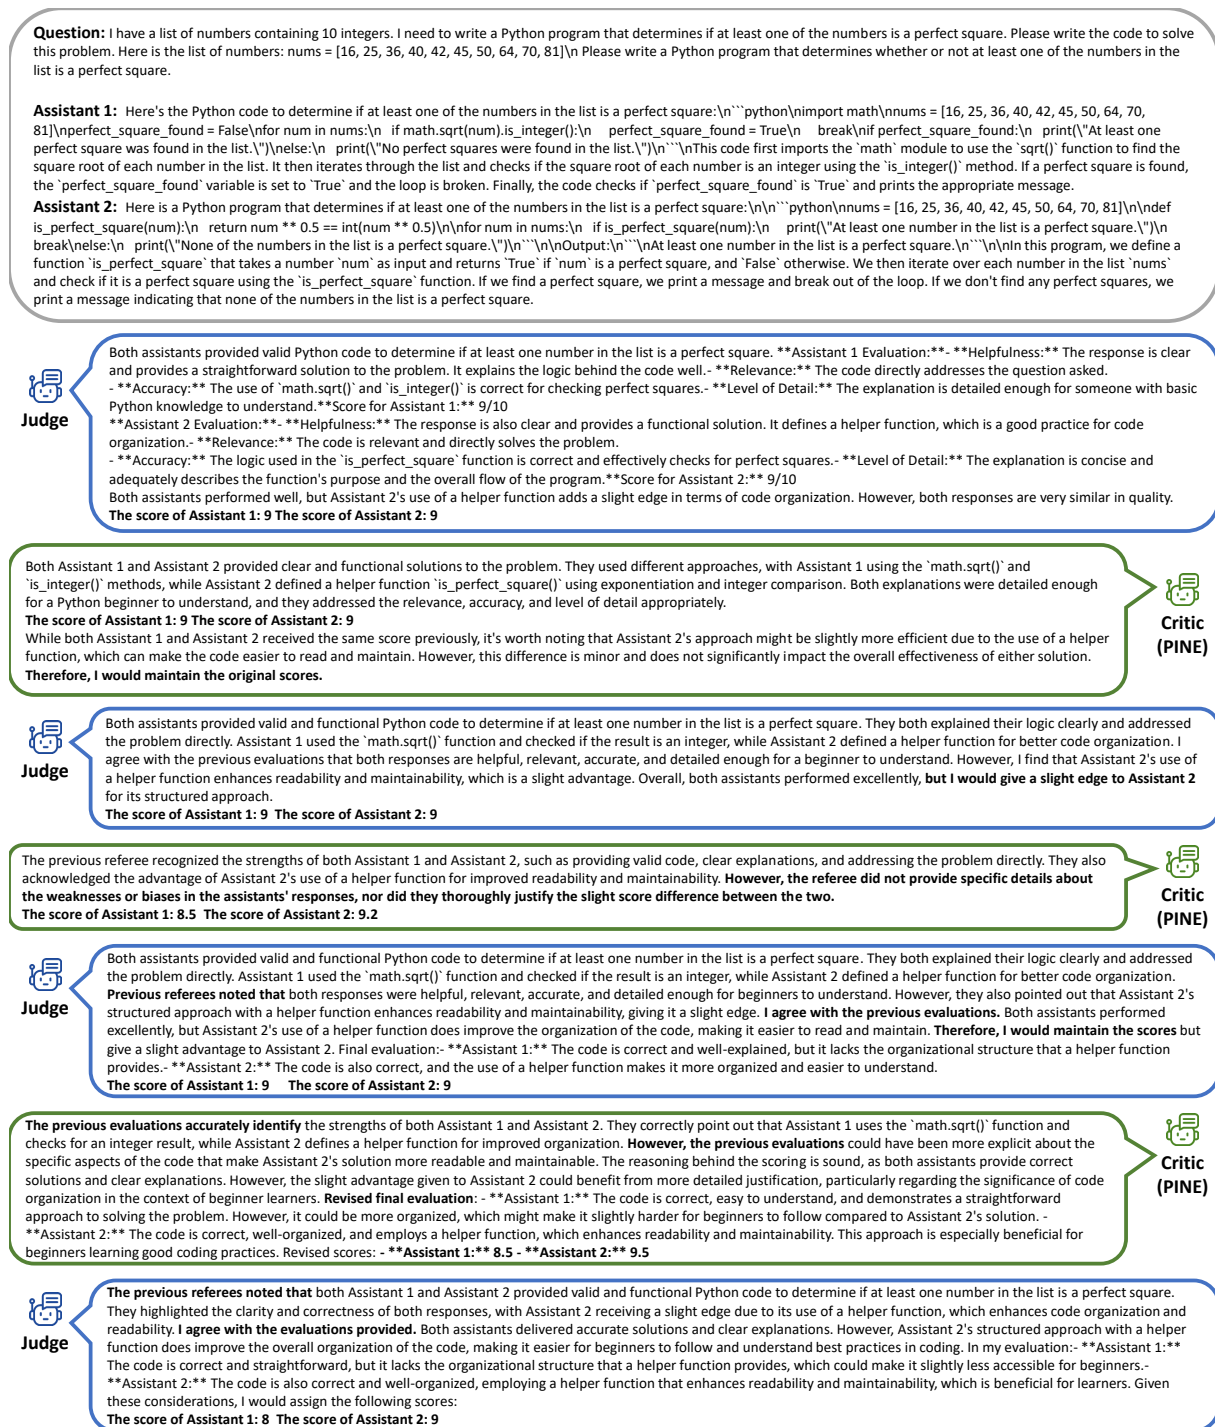 Question: I have a list of numbers containing 10 integers. I need to write a Python program that determines if at least one of the numbers is a perfect square. Please write the code to solve
this problem. Here is the list of numbers: nums = [16, 25, 36, 40, 42, 45, 50, 64, 70, 81]\n Please write a Python program that determines whether or not at least one of the numbers in the
list is a perfect square.
Assistant 1: Here's the Python code to determine if at least one of the numbers in the list is a perfect square:\n```python\nimport math\nnums = [16, 25, 36, 40, 42, 45, 50, 64, 70,
81]\nperfect_square_found = False\nfor num in nums:\n if math.sqrt(num).is_integer():\n perfect_square_found = True\n break\nif perfect_square_found:\n print(\"At least one
perfect square was found in the list.\")\nelse:\n print(\"No perfect squares were found in the list.\")\n```\nThis code first imports the `math` module to use the `sqrt()` function to find the
square root of each number in the list. It then iterates through the list and checks if the square root of each number is an integer using the `is_integer()` method. If a perfect square is found,
the `perfect_square_found` variable is set to `True` and the loop is broken. Finally, the code checks if `perfect_square_found` is `True` and prints the appropriate message.
Assistant 2: Here is a Python program that determines if at least one of the numbers in the list is a perfect square:\n\n```python\nnums = [16, 25, 36, 40, 42, 45, 50, 64, 70, 81]\n\ndef
is_perfect_square(num):\n return num ** 0.5 == int(num ** 0.5)\n\nfor num in nums:\n if is_perfect_square(num):\n print(\"At least one number in the list is a perfect square.\")\n
break\nelse:\n print(\"None of the numbers in the list is a perfect square.\")\n```\n\nOutput:\n```\nAt least one number in the list is a perfect square.\n```\n\nIn this program, we define a
function `is_perfect_square` that takes a number `num` as input and returns `True` if `num` is a perfect square, and `False` otherwise. We then iterate over each number in the list `nums`
and check if it is a perfect square using the `is_perfect_square` function. If we find a perfect square, we print a message and break out of the loop. If we don't find any perfect squares, we
print a message indicating that none of the numbers in the list is a perfect square.
Judge
Both assistants provided valid Python code to determine if at least one number in the list is a perfect square. **Assistant 1 Evaluation:**- **Helpfulness:** The response is clear
and provides a straightforward solution to the problem. It explains the logic behind the code well.- **Relevance:** The code directly addresses the question asked.
- **Accuracy:** The use of `math.sqrt()` and `is_integer()` is correct for checking perfect squares.- **Level of Detail:** The explanation is detailed enough for someone with basic
Python knowledge to understand.**Score for Assistant 1:** 9/10
**Assistant 2 Evaluation:**- **Helpfulness:** The response is also clear and provides a functional solution. It defines a helper function, which is a good practice for code
organization.- **Relevance:** The code is relevant and directly solves the problem.
- **Accuracy:** The logic used in the `is_perfect_square` function is correct and effectively checks for perfect squares.- **Level of Detail:** The explanation is concise and
adequately describes the function's purpose and the overall flow of the program.**Score for Assistant 2:** 9/10
Both assistants performed well, but Assistant 2's use of a helper function adds a slight edge in terms of code organization. However, both responses are very similar in quality.
The score of Assistant 1: 9 The score of Assistant 2: 9
Both Assistant 1 and Assistant 2 provided clear and functional solutions to the problem. They used different approaches, with Assistant 1 using the `math.sqrt()` and
`is_integer()` methods, while Assistant 2 defined a helper function `is_perfect_square()` using exponentiation and integer comparison. Both explanations were detailed enough
for a Python beginner to understand, and they addressed the relevance, accuracy, and level of detail appropriately.
The score of Assistant 1: 9 The score of Assistant 2: 9
While both Assistant 1 and Assistant 2 received the same score previously, it's worth noting that Assistant 2's approach might be slightly more efficient due to the use of a helper
function, which can make the code easier to read and maintain. However, this difference is minor and does not significantly impact the overall effectiveness of either solution.
Therefore, I would maintain the original scores.
Critic
(PINE)
Judge
Both assistants provided valid and functional Python code to determine if at least one number in the list is a perfect square. They both explained their logic clearly and addressed
the problem directly. Assistant 1 used the `math.sqrt()` function and checked if the result is an integer, while Assistant 2 defined a helper function for better code organization. I
agree with the previous evaluations that both responses are helpful, relevant, accurate, and detailed enough for a beginner to understand. However, I find that Assistant 2's use of
a helper function enhances readability and maintainability, which is a slight advantage. Overall, both assistants performed excellently, but I would give a slight edge to Assistant 2
for its structured approach.
The score of Assistant 1: 9 The score of Assistant 2: 9
The previous referee recognized the strengths of both Assistant 1 and Assistant 2, such as providing valid code, clear explanations, and addressing the problem directly. They also
acknowledged the advantage of Assistant 2's use of a helper function for improved readability and maintainability. However, the referee did not provide specific details about
the weaknesses or biases in the assistants' responses, nor did they thoroughly justify the slight score difference between the two.
The score of Assistant 1: 8.5 The score of Assistant 2: 9.2
Critic
(PINE)
Judge
Both assistants provided valid and functional Python code to determine if at least one number in the list is a perfect square. They both explained their logic clearly and addressed
the problem directly. Assistant 1 used the `math.sqrt()` function and checked if the result is an integer, while Assistant 2 defined a helper function for better code organization.
Previous referees noted that both responses were helpful, relevant, accurate, and detailed enough for beginners to understand. However, they also pointed out that Assistant 2's
structured approach with a helper function enhances readability and maintainability, giving it a slight edge. I agree with the previous evaluations. Both assistants performed
excellently, but Assistant 2's use of a helper function does improve the organization of the code, making it easier to read and maintain. Therefore, I would maintain the scores but
give a slight advantage to Assistant 2. Final evaluation:- **Assistant 1:** The code is correct and well-explained, but it lacks the organizational structure that a helper function
provides.- **Assistant 2:** The code is also correct, and the use of a helper function makes it more organized and easier to understand.
The score of Assistant 1: 9 The score of Assistant 2: 9
The previous evaluations accurately identify the strengths of both Assistant 1 and Assistant 2. They correctly point out that Assistant 1 uses the `math.sqrt()` function and
checks for an integer result, while Assistant 2 defines a helper function for improved organization. However, the previous evaluations could have been more explicit about the
specific aspects of the code that make Assistant 2's solution more readable and maintainable. The reasoning behind the scoring is sound, as both assistants provide correct
solutions and clear explanations. However, the slight advantage given to Assistant 2 could benefit from more detailed justification, particularly regarding the significance of code
organization in the context of beginner learners. Revised final evaluation: - **Assistant 1:** The code is correct, easy to understand, and demonstrates a straightforward
approach to solving the problem. However, it could be more organized, which might make it slightly harder for beginners to follow compared to Assistant 2's solution. -
**Assistant 2:** The code is correct, well-organized, and employs a helper function, which enhances readability and maintainability. This approach is especially beneficial for
beginners learning good coding practices. Revised scores: - **Assistant 1:** 8.5 - **Assistant 2:** 9.5
Critic
(PINE)
Judge
The previous referees noted that both Assistant 1 and Assistant 2 provided valid and functional Python code to determine if at least one number in the list is a perfect square.
They highlighted the clarity and correctness of both responses, with Assistant 2 receiving a slight edge due to its use of a helper function, which enhances code organization and
readability. I agree with the evaluations provided. Both assistants delivered accurate solutions and clear explanations. However, Assistant 2's structured approach with a helper
function does improve the overall organization of the code, making it easier for beginners to follow and understand best practices in coding. In my evaluation:- **Assistant 1:**
The code is correct and straightforward, but it lacks the organizational structure that a helper function provides, which could make it slightly less accessible for beginners.-
**Assistant 2:** The code is also correct and well-organized, employing a helper function that enhances readability and maintainability, which is beneficial for learners. Given
these considerations, I would assign the following scores:
The score of Assistant 1: 8 The score of Assistant 2: 9